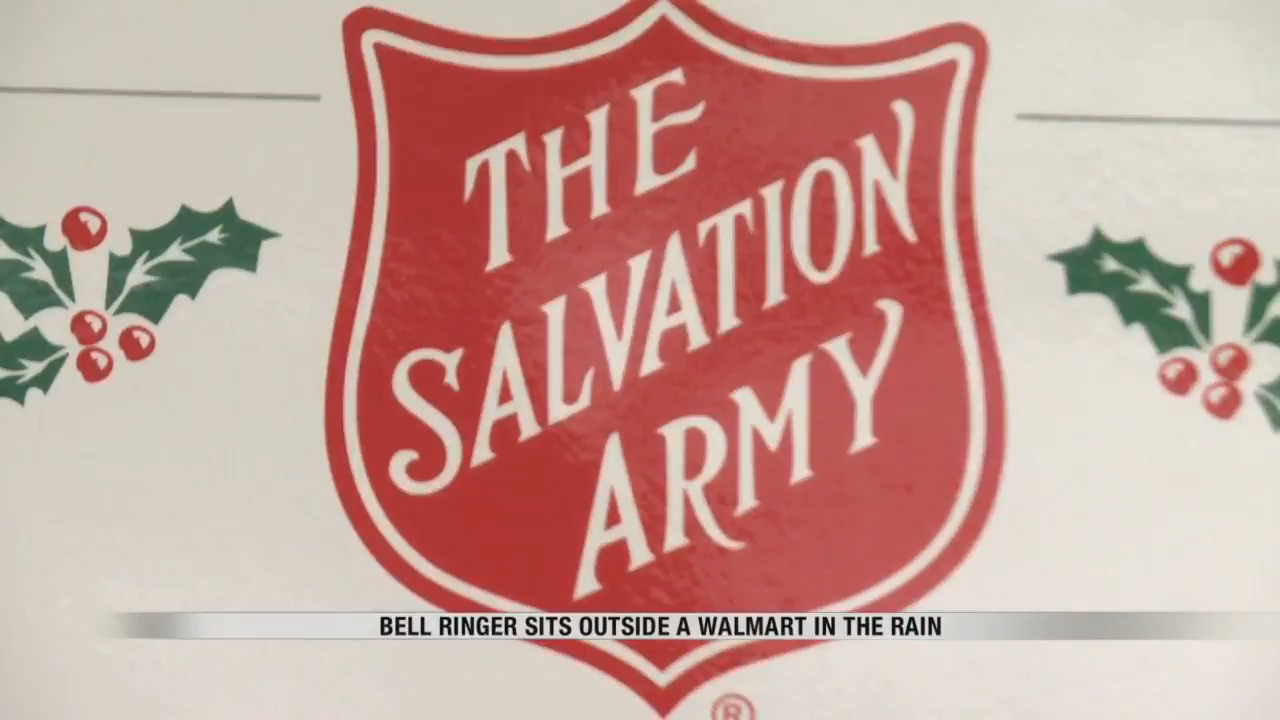 THE
SALVATION
ARMY
BELL RINGER SITS OUTSIDE A WALMART IN THE RAIN
®